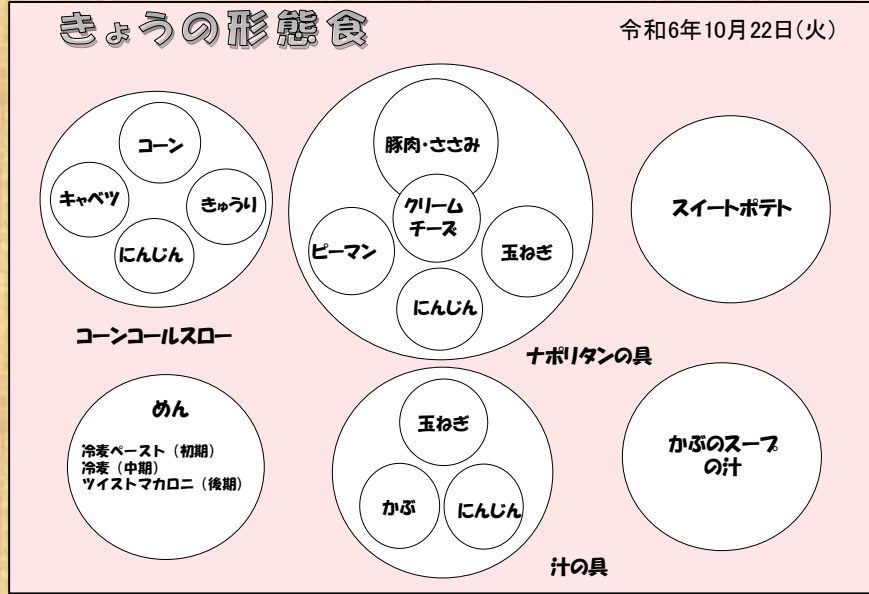 きょうの形態食
令和6年10月22日(火)
コーン
キャベツ
きゅうり
にんじん
コーンコールスロー
豚肉・ささみ
クリーム
チーズ
ピーマン
玉ねぎ
にんじん
ナポリタンの具
スイートポテト
めん
冷麦ペースト（初期）
冷麦（中期）
ツイストマカロニ（後期）
玉ねぎ
かぶ
にんじん
汁の具
かぶのスープ
の汁